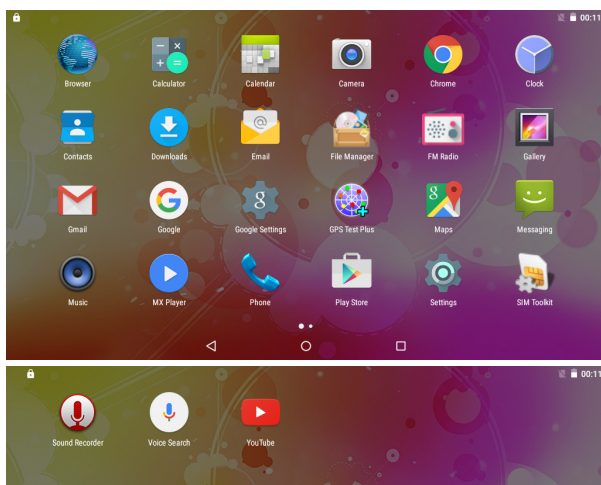 00:11
Browser Calculator Calendar Camera Chrome Clock
Contacts Downloads Email File Manager FM Radio Gallery
Gmail Google Google Settings GPS Test Plus Maps Messaging
Music MX Player Phone Play Store Settings SIM Toolkit
00:11
Sound Recorder Voice Search YouTube